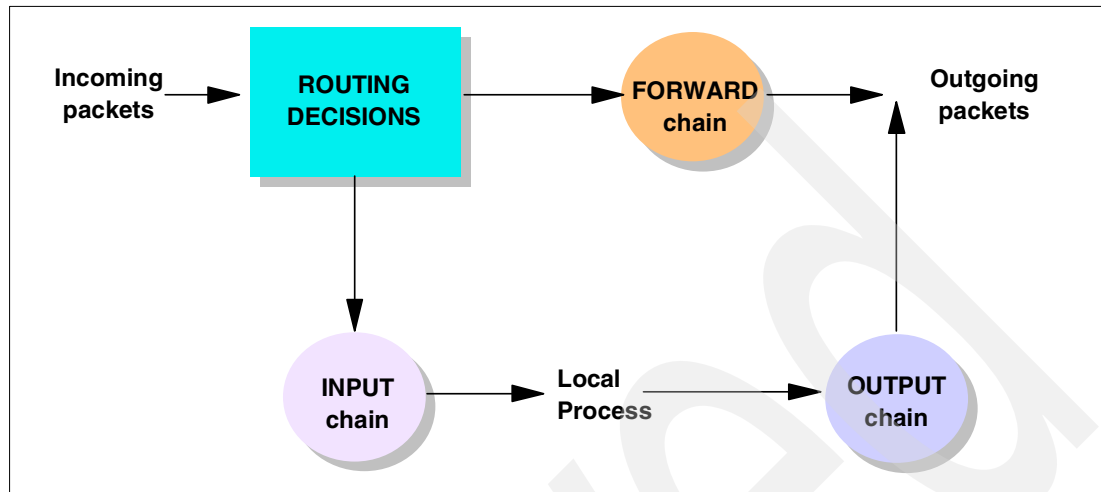 Incoming
packets
ROUTING
DECISIONS
FORWARD
chain
Outgoing
packets
INPUT
chain
Local
Process
OUTPUT
chain